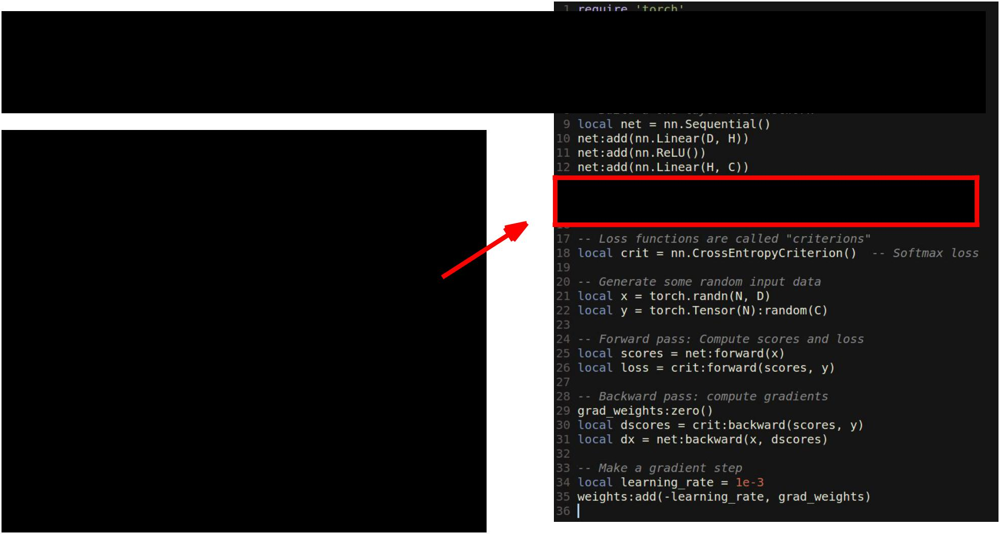 1 require 'torch'
9 local net = nn.Sequential()
10 net:add(nn.Linear(D, H))
11 net:add(nn.ReLU())
12 net:add(nn.Linear(H, C))
17 -- Loss functions are called "criterions"
18 local crit = nn.CrossEntropyCriterion()  -- Softmax loss
19
20 -- Generate some random input data
21 local x = torch.randn(N, D)
22 local y = torch.Tensor(N):random(C)
23
24 -- Forward pass: Compute scores and loss
25 local scores = net:forward(x)
26 local loss = crit:forward(scores, y)
27
28 -- Backward pass: compute gradients
29 grad_weights:zero()
30 local dscores = crit:backward(scores, y)
31 local dx = net:backward(x, dscores)
32
33 -- Make a gradient step
34 local learning_rate = 1e-3
35 weights:add(-learning_rate, grad_weights)
36